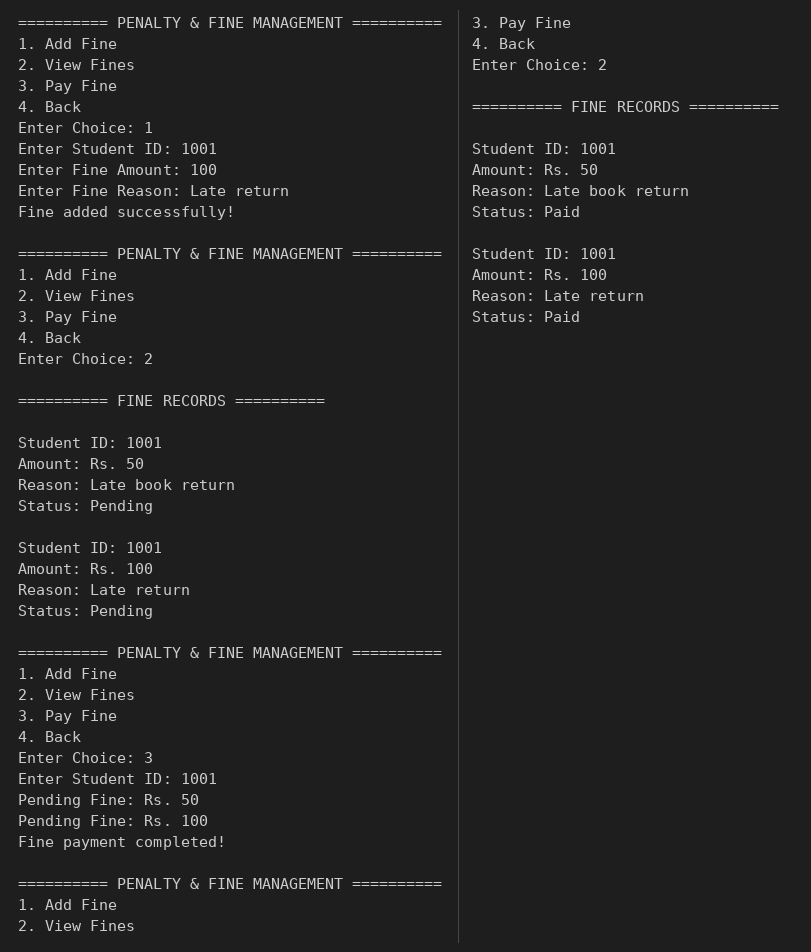 ========== PENALTY & FINE MANAGEMENT ==========
1. Add Fine
2. View Fines
3. Pay Fine
4. Back
Enter Choice: 1
Enter Student ID: 1001
Enter Fine Amount: 100
Enter Fine Reason: Late return
Fine added successfully!

========== PENALTY & FINE MANAGEMENT ==========
1. Add Fine
2. View Fines
3. Pay Fine
4. Back
Enter Choice: 2

========== FINE RECORDS ==========

Student ID: 1001
Amount: Rs. 50
Reason: Late book return
Status: Pending

Student ID: 1001
Amount: Rs. 100
Reason: Late return
Status: Pending

========== PENALTY & FINE MANAGEMENT ==========
1. Add Fine
2. View Fines
3. Pay Fine
4. Back
Enter Choice: 3
Enter Student ID: 1001
Pending Fine: Rs. 50
Pending Fine: Rs. 100
Fine payment completed!

========== PENALTY & FINE MANAGEMENT ==========
1. Add Fine
2. View Fines
3. Pay Fine
4. Back
Enter Choice: 2

========== FINE RECORDS ==========

Student ID: 1001
Amount: Rs. 50
Reason: Late book return
Status: Paid

Student ID: 1001
Amount: Rs. 100
Reason: Late return
Status: Paid